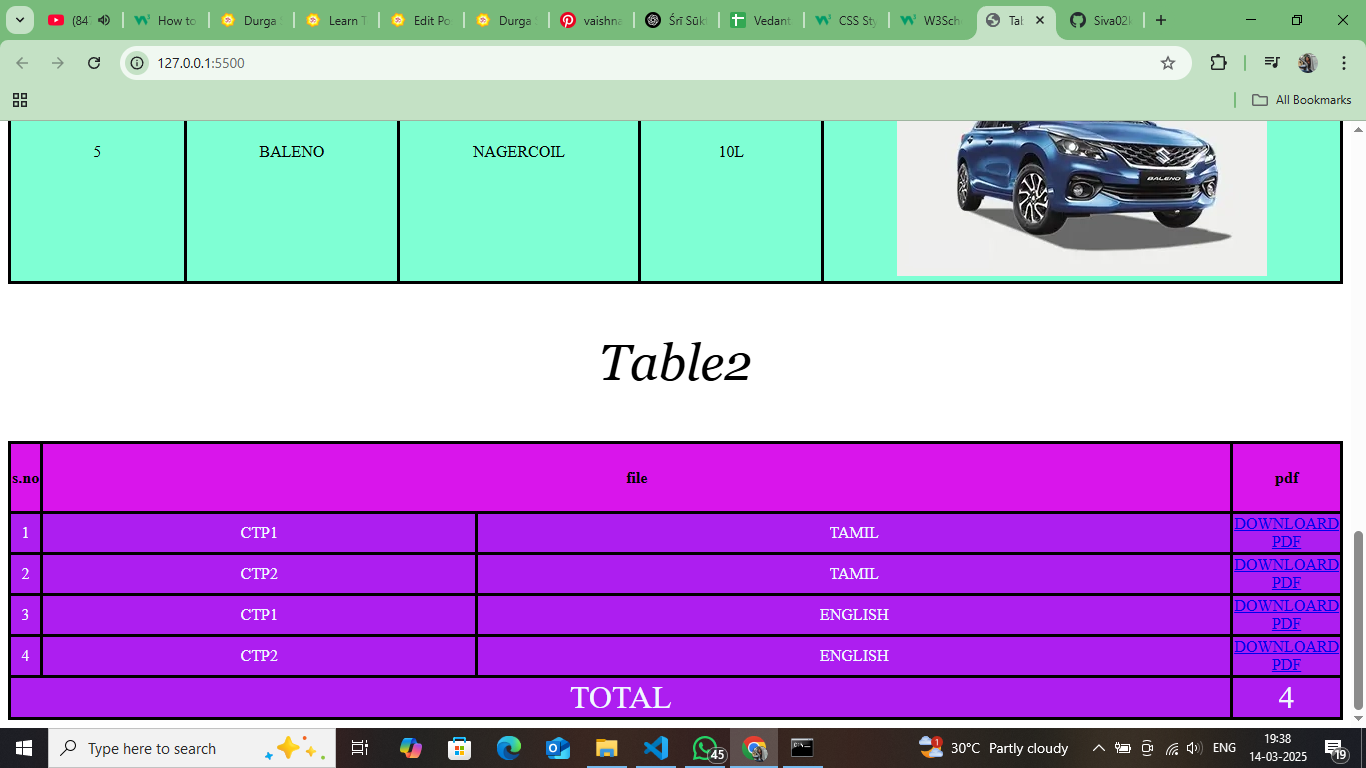 (84
How to
Durga
Learn T
Edit Po
Durga
vaishna
Śrī Sūkt
Vedant
CSS Sty
W3Sch
Tab
Siva02
127.0.0.1:5500
All Bookmarks
5 BALENO NAGERCOIL 10L
BALENO
Table2
s.no file pdf
1 CTP1 TAMIL DOWNLOARD
PDF
2 CTP2 TAMIL DOWNLOARD
PDF
3 CTP1 ENGLISH DOWNLOARD
PDF
4 CTP2 ENGLISH DOWNLOARD
PDF
TOTAL 4
Type here to search
45
1
30°C Partly cloudy
ENG
19:38
14-03-2025
19